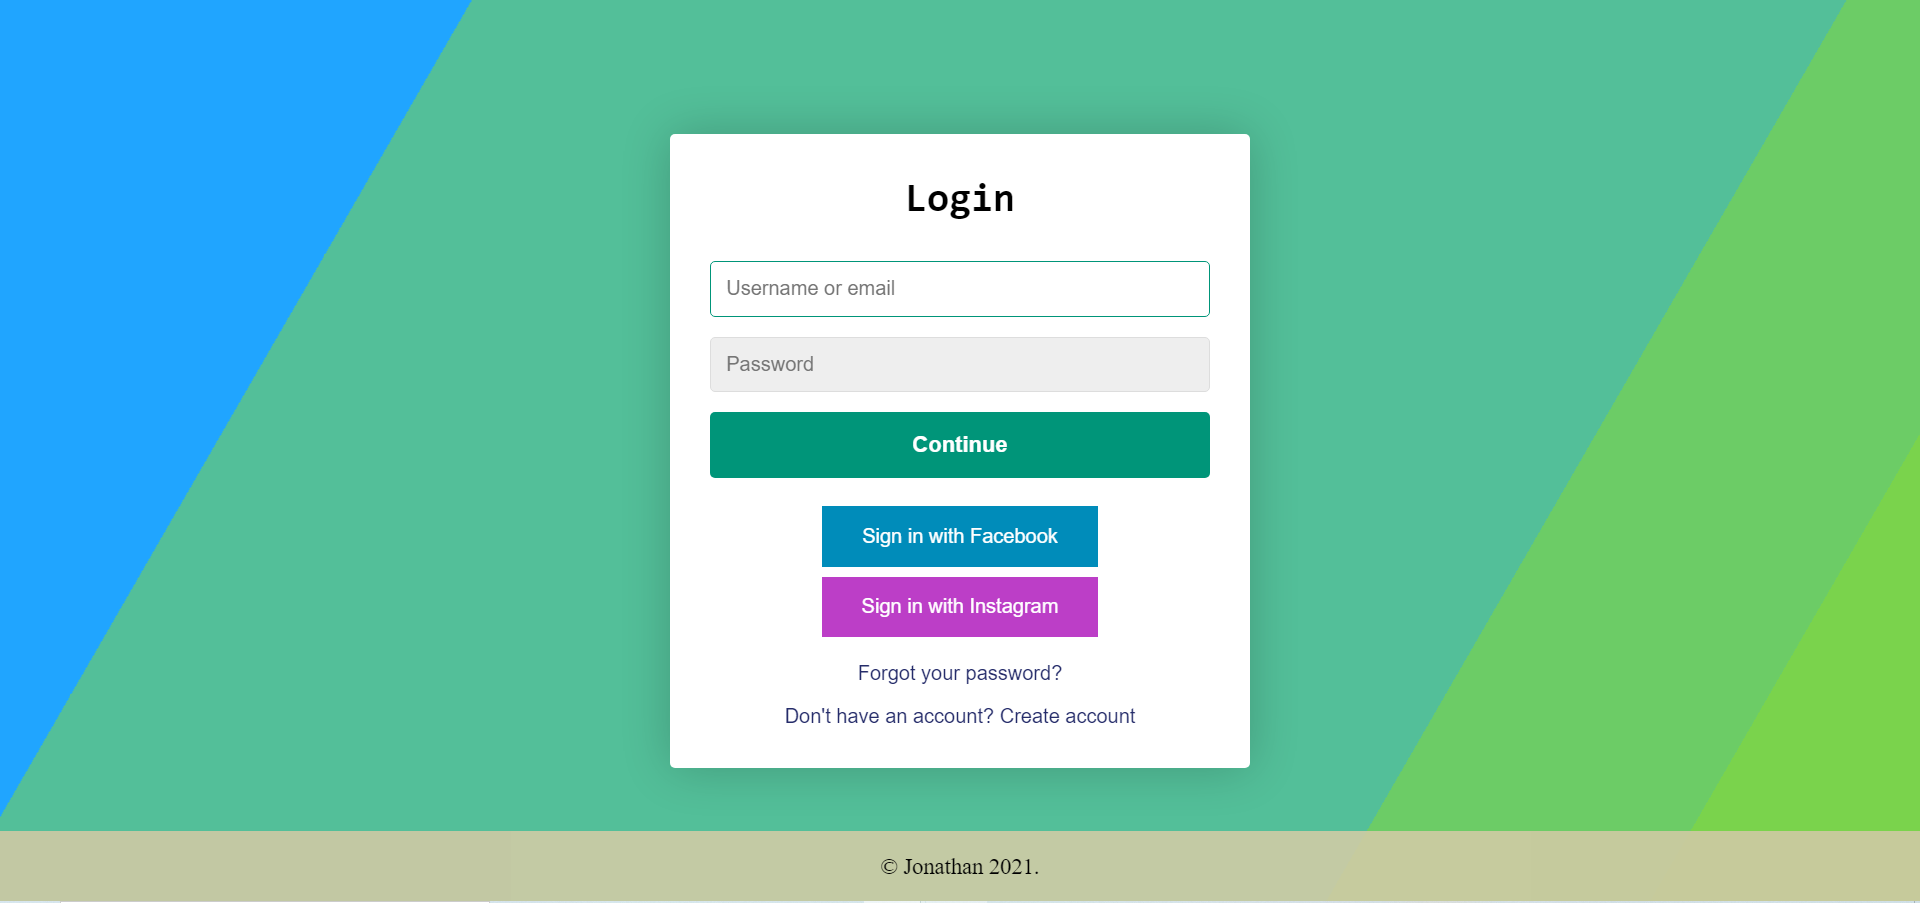 Login
Username or email
Password
Continue
Sign in with Facebook
Sign in with Instagram
Forgot your password?
Don't have an account? Create account
© Jonathan 2021.